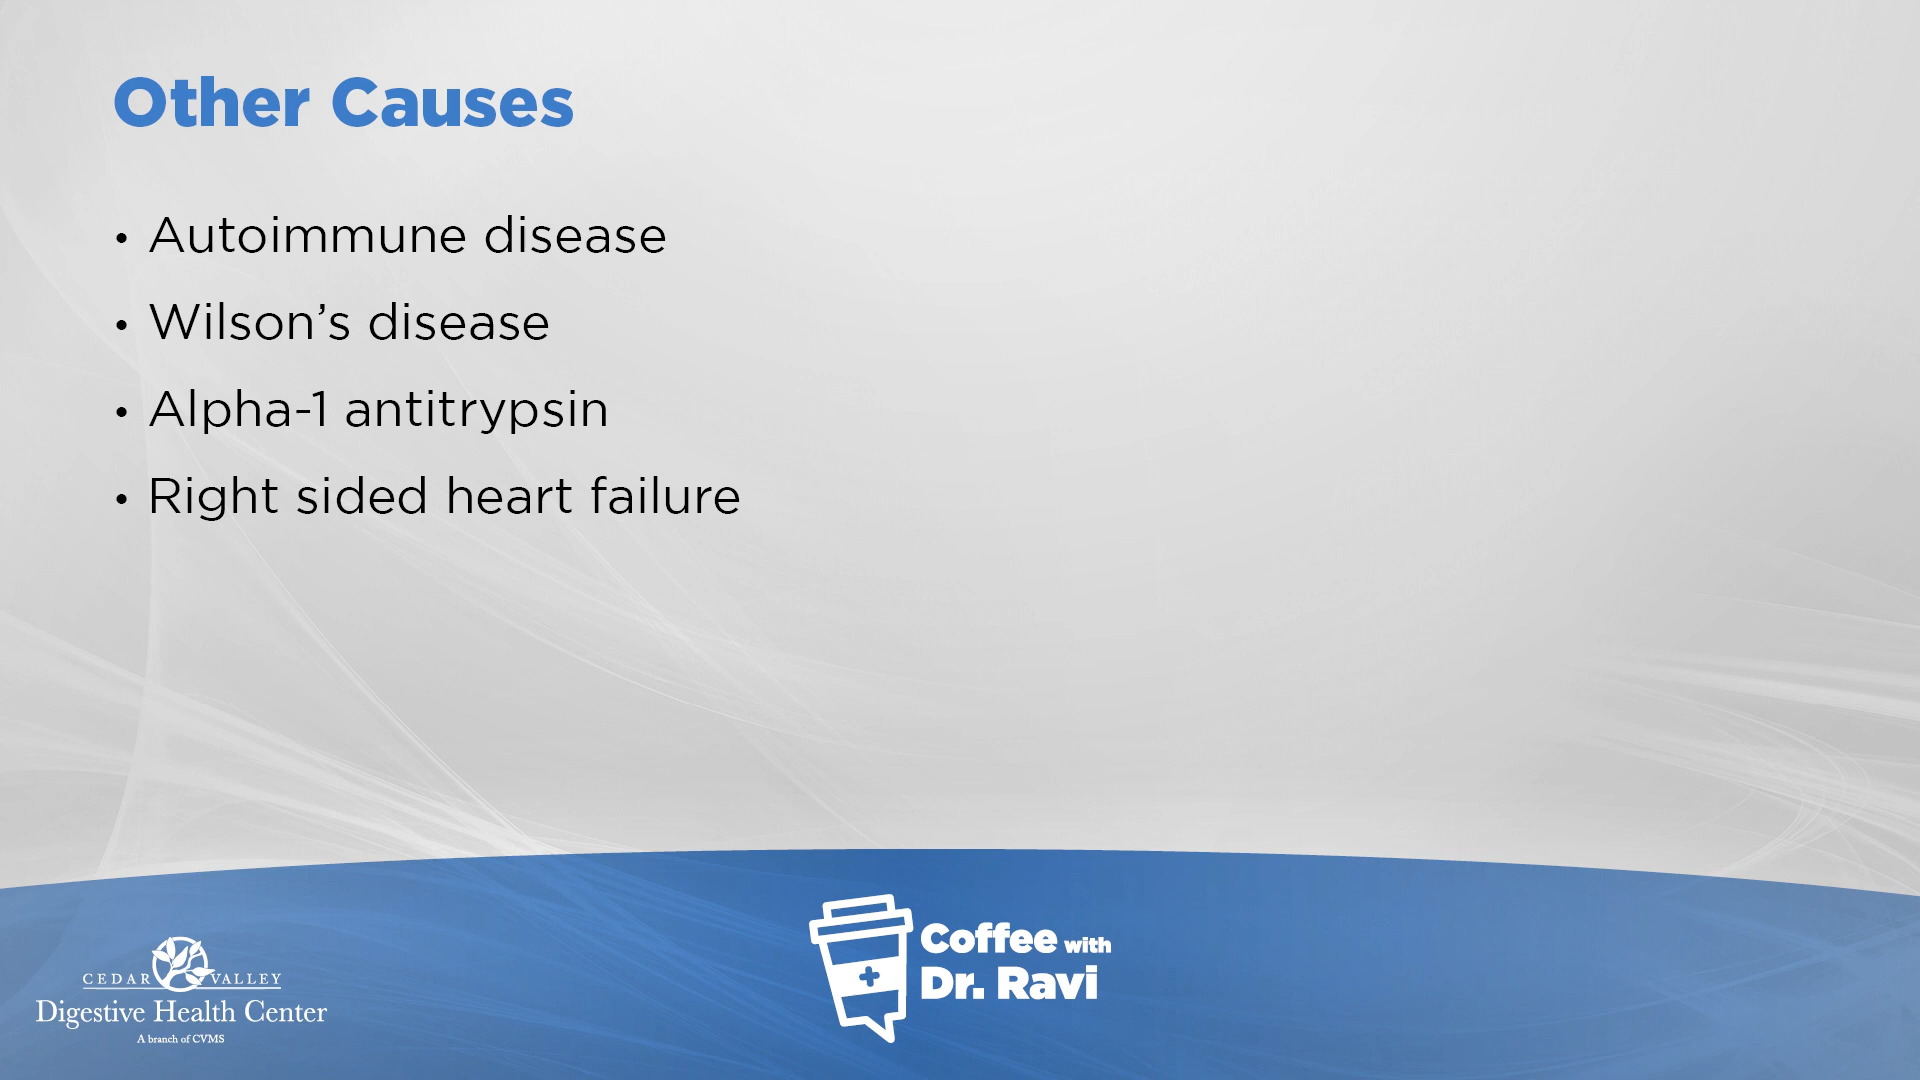 Other Causes
• Autoimmune disease
• Wilson’s disease
• Alpha-1 antitrypsin
• Right sided heart failure
Coffee with
Dr. Ravi
CEDAR VALLEY
Digestive Health Center
A branch of CVMS